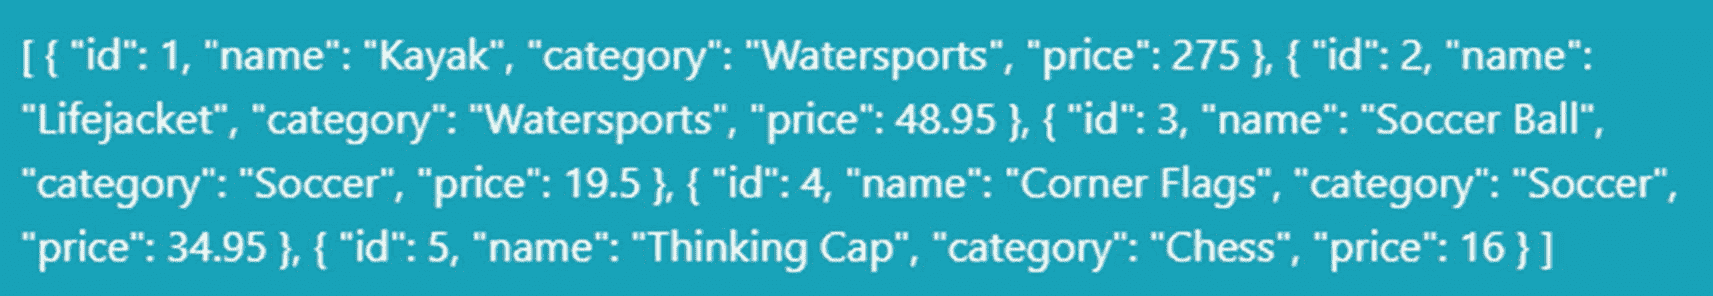 [ { "id": 1, "name": "Kayak", "category": "Watersports", "price": 275 }, { "id": 2, "name":
"Lifejacket", "category": "Watersports", "price": 48.95 }, { "id": 3, "name": "Soccer Ball",
"category": "Soccer", "price": 19.5 }, { "id": 4, "name": "Corner Flags", "category": "Soccer",
"price": 34.95 }, { "id": 5, "name": "Thinking Cap", "category": "Chess", "price": 16 } ]